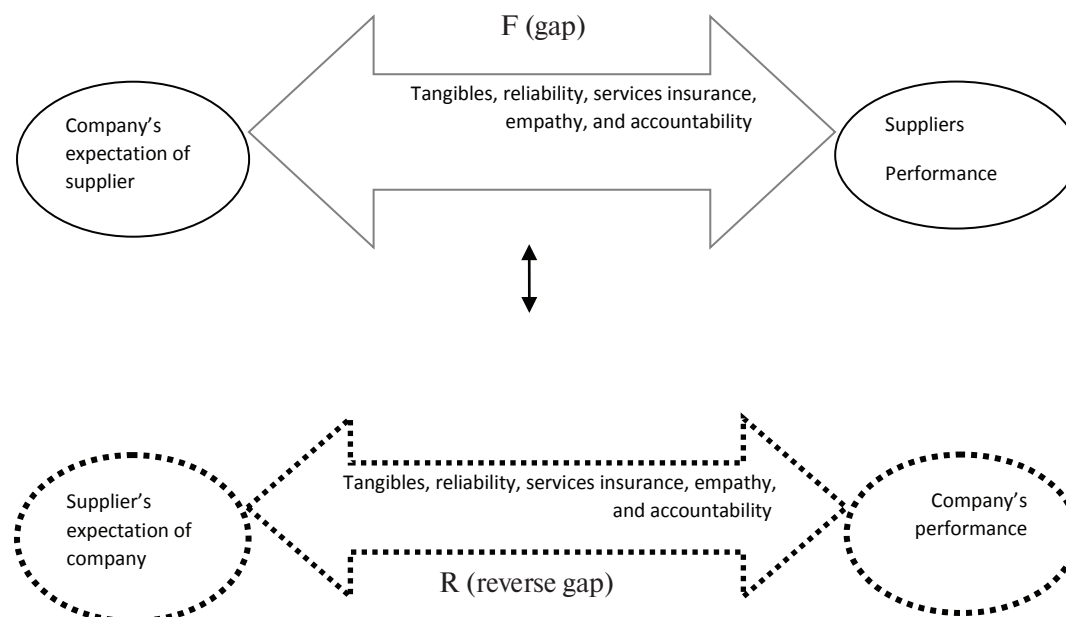 F (gap)
Tangibles, reliability, services insurance,
empathy, and accountability
Company’s
expectation of
supplier
Suppliers
Performance
Tangibles, reliability, services insurance, empathy,
and accountability
Supplier’s
expectation of
company
Company’s
performance
R (reverse gap)